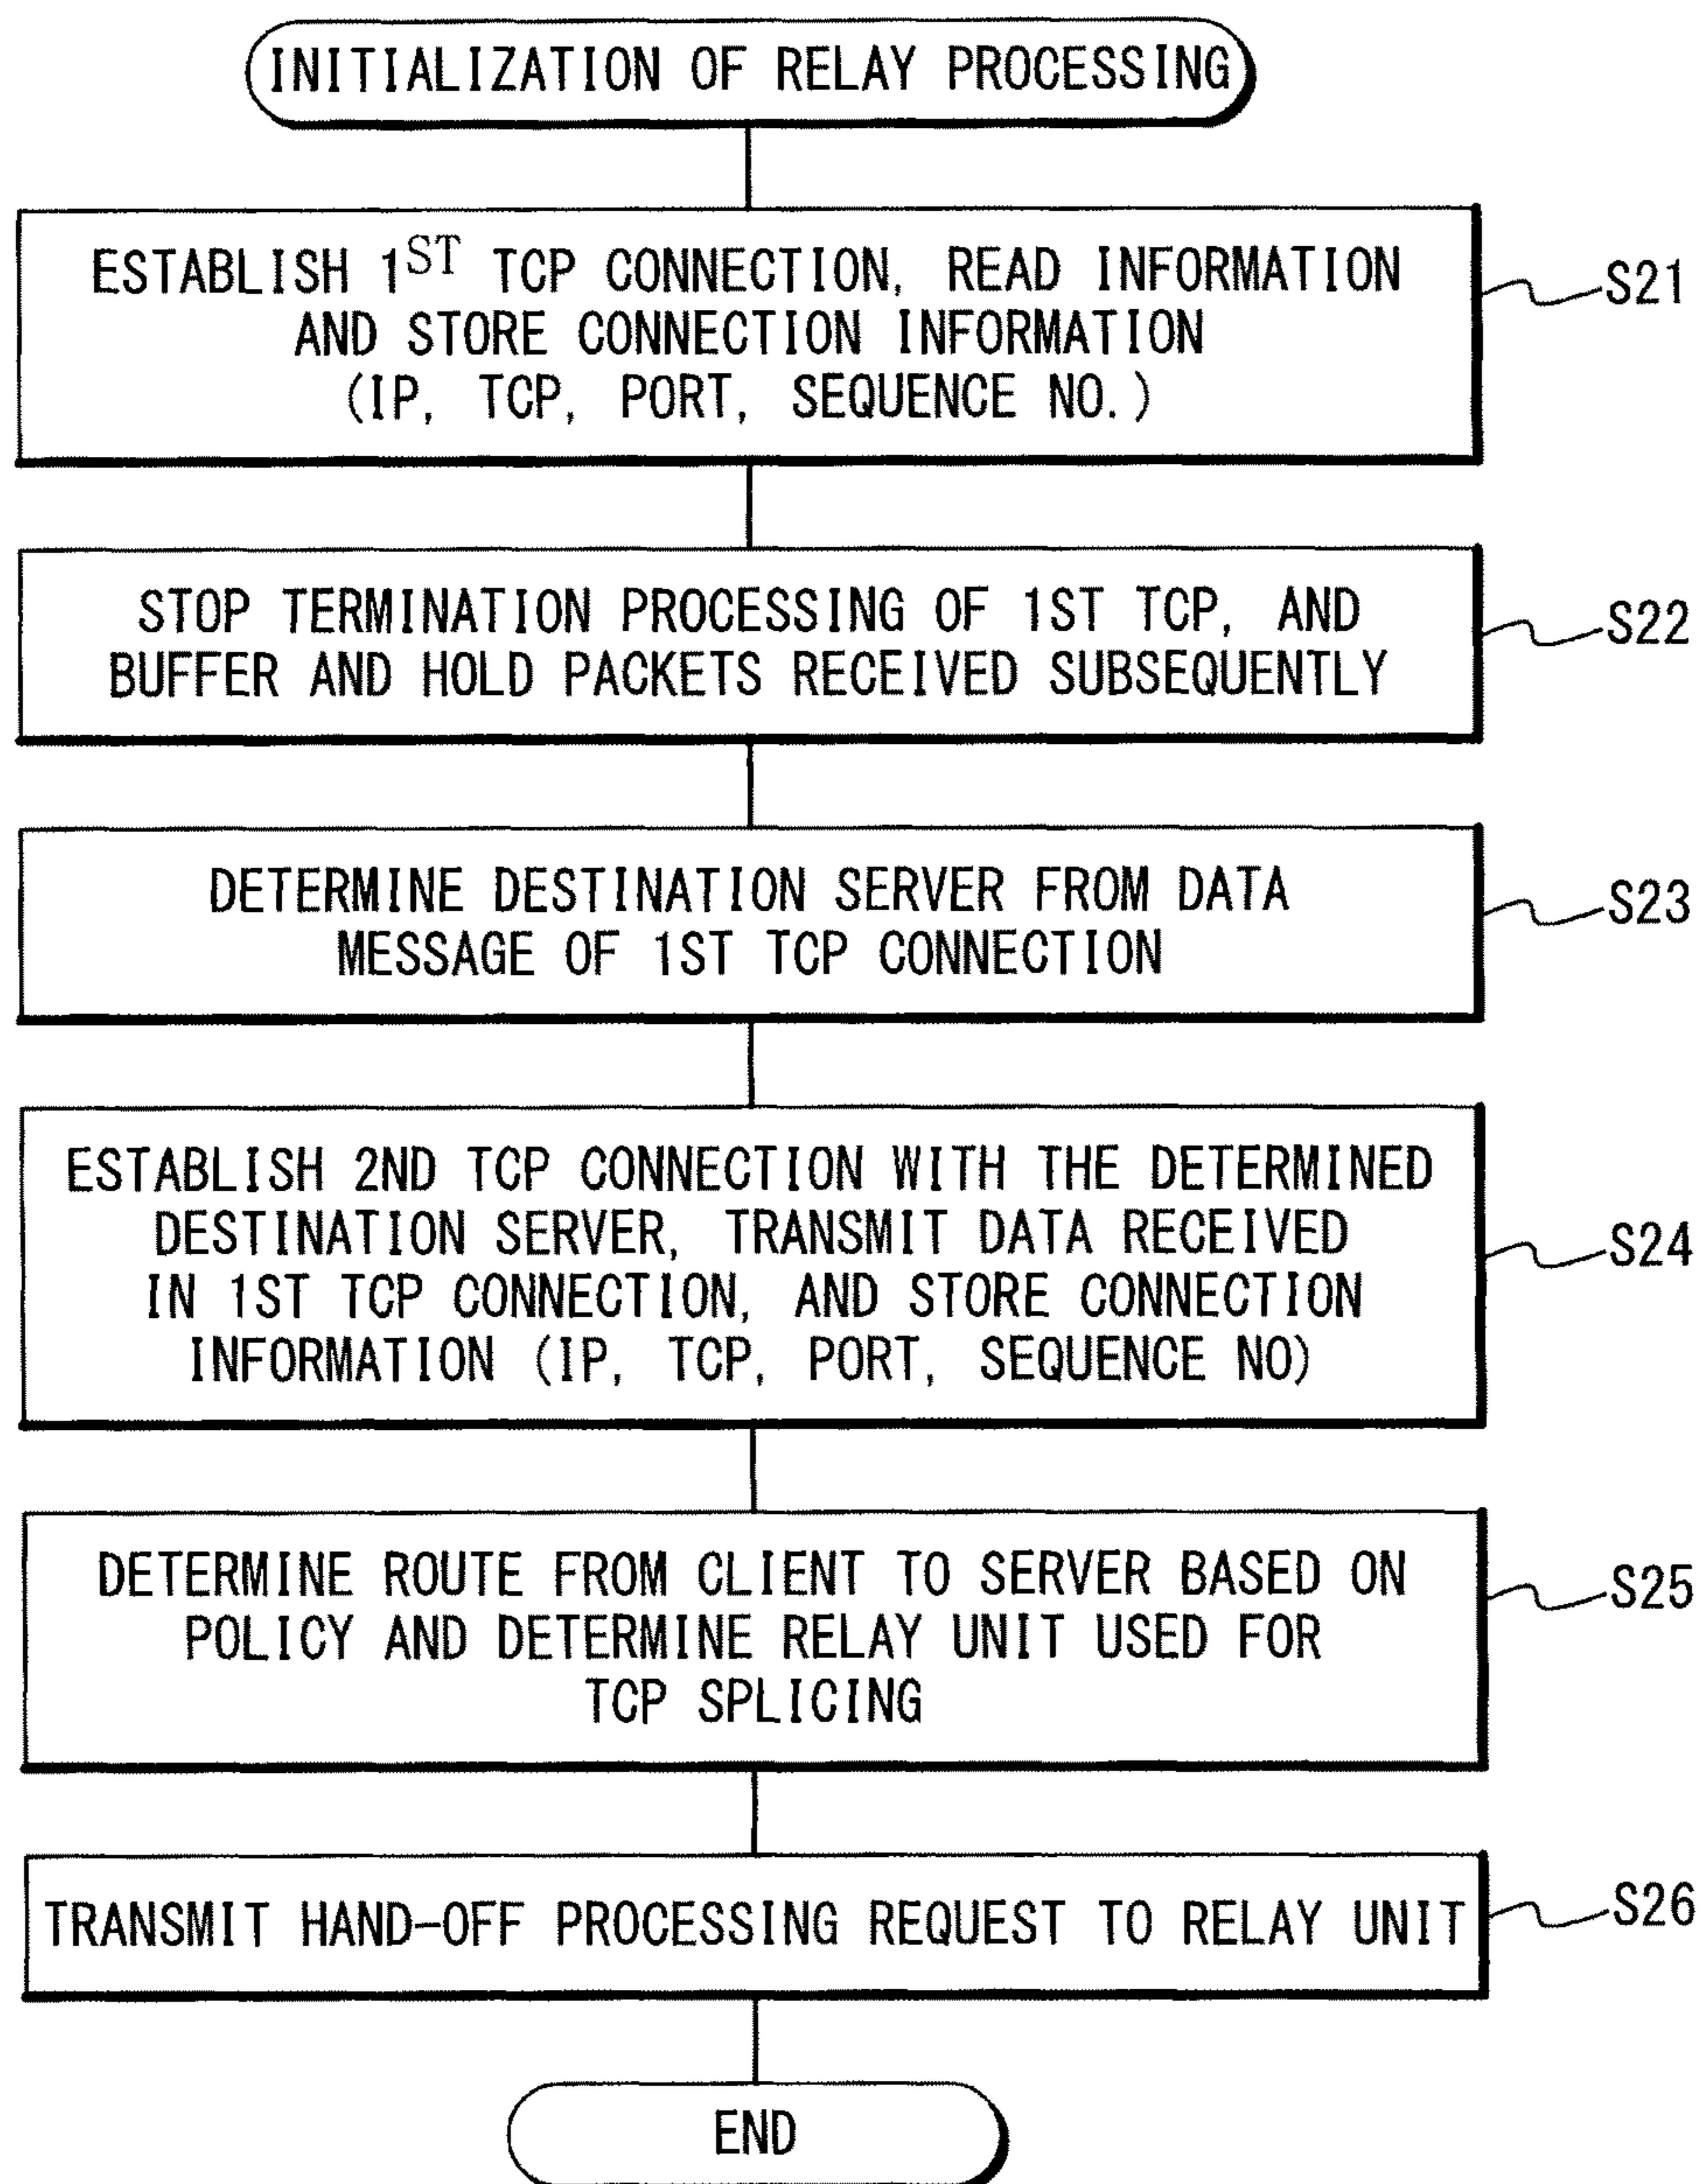 INITIALIZATION OF RELAY PROCESSING
ESTABLISH 1ST TCP CONNECTION, READ INFORMATION
AND STORE CONNECTION INFORMATION
(IP, TCP, PORT, SEQUENCE NO.)
S21
STOP TERMINATION PROCESSING OF 1ST TCP, AND
BUFFER AND HOLD PACKETS RECEIVED SUBSEQUENTLY
S22
DETERMINE DESTINATION SERVER FROM DATA
MESSAGE OF 1ST TCP CONNECTION
S23
ESTABLISH 2ND TCP CONNECTION WITH THE DETERMINED
DESTINATION SERVER, TRANSMIT DATA RECEIVED
IN 1ST TCP CONNECTION, AND STORE CONNECTION
INFORMATION (IP, TCP, PORT, SEQUENCE NO)
S24
DETERMINE ROUTE FROM CLIENT TO SERVER BASED ON
POLICY AND DETERMINE RELAY UNIT USED FOR
TCP SPLICING
S25
TRANSMIT HAND-OFF PROCESSING REQUEST TO RELAY UNIT
S26
END